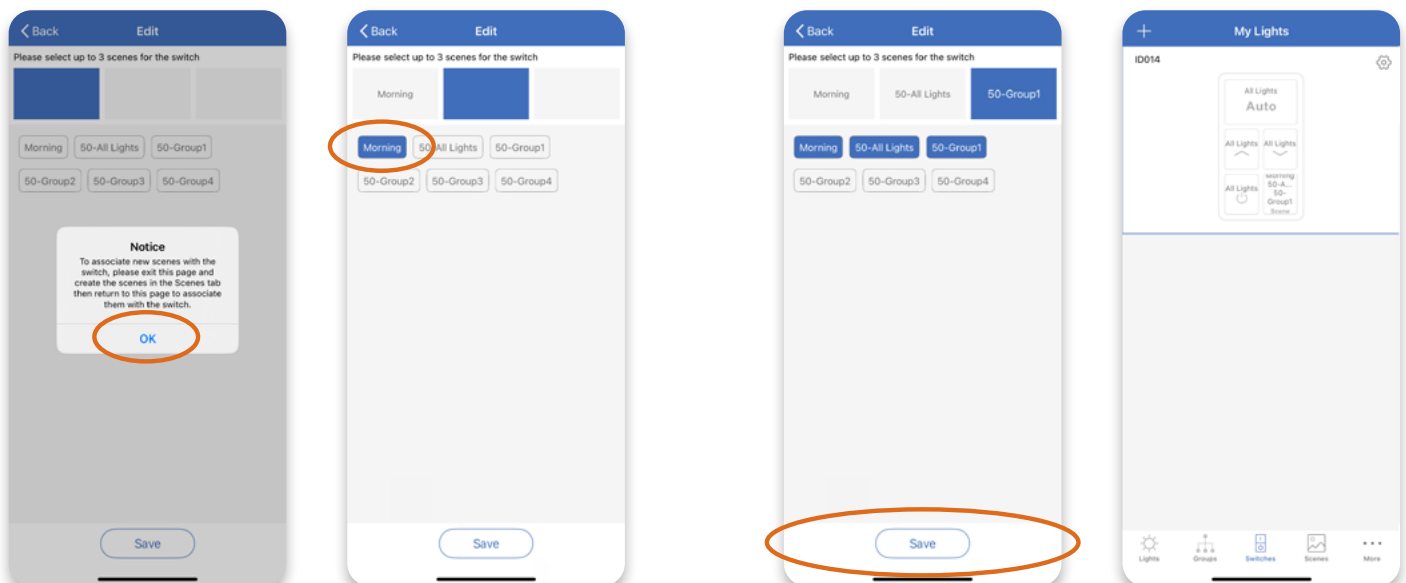 Back Edit
Please select up to 3 scenes for the switch
Morning 50-All Lights 50-Group1
50-Group2 50-Group3 50-Group4
Notice
To associate new scenes with the
switch, please exit this page and
create the scenes in the Scenes tab
then return to this page to associate
them with the switch.
OK
Save
Back Edit
Please select up to 3 scenes for the switch
Morning
Morning 50-All Lights 50-Group1
50-Group2 50-Group3 50-Group4
Save
Back Edit
Please select up to 3 scenes for the switch
Morning 50-All Lights 50-Group1
Morning 50-All Lights 50-Group1
50-Group2 50-Group3 50-Group4
Save
My Lights
ID014
All Lights
Auto
All Lights All Lights
All Lights
Morning
50-A...
50-
Group1
Scene
Lights Groups Switches Scenes More